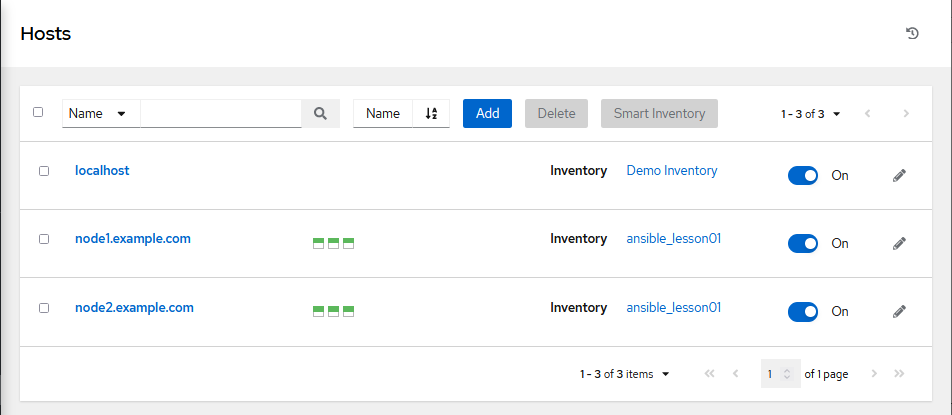 Hosts
Name Name Add Delete Smart Inventory 1 - 3 of 3
localhost Inventory Demo Inventory On
node1.example.com Inventory ansible_lesson01 On
node2.example.com Inventory ansible_lesson01 On
1 - 3 of 3 items 1 of 1 page